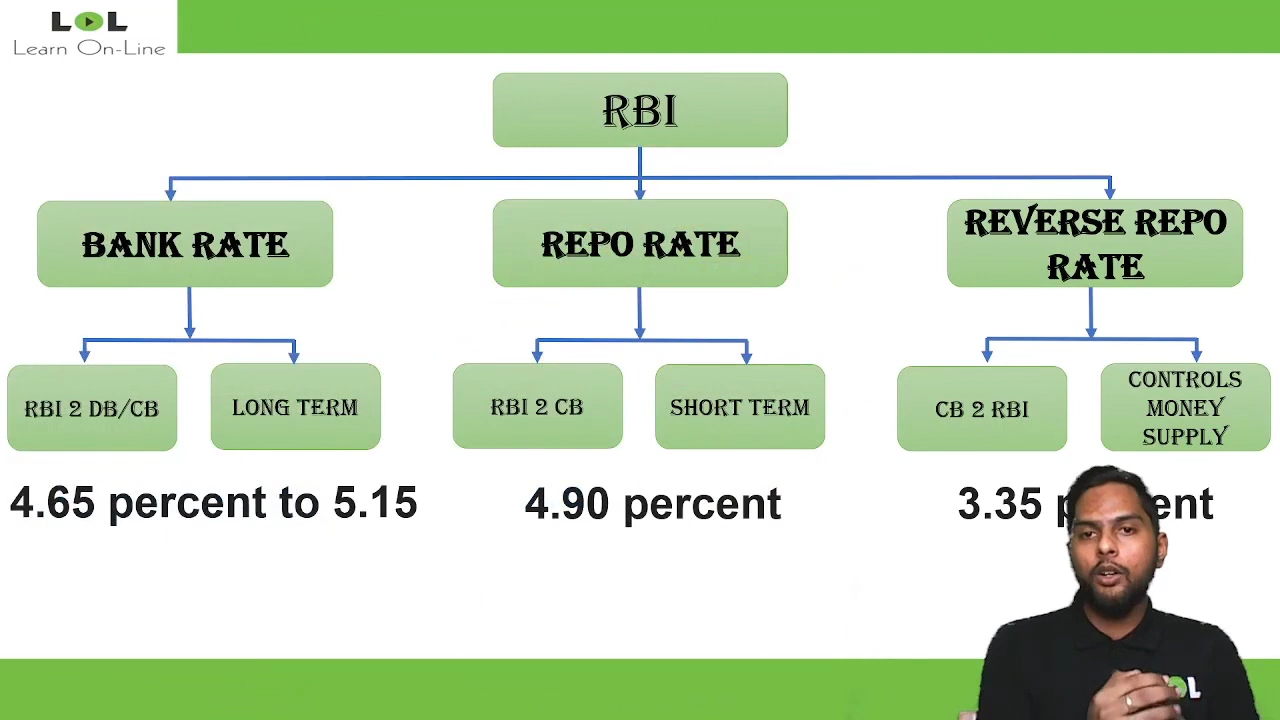 LOL
Learn On-Line
RBI
BANK RATE
REPO RATE
REVERSE REPO
RATE
RBI 2 DB/CB
LONG TERM
RBI 2 CB
SHORT TERM
CB 2 RBI
CONTROLS
MONEY
SUPPLY
4.65 percent to 5.15
4.90 percent
3.35